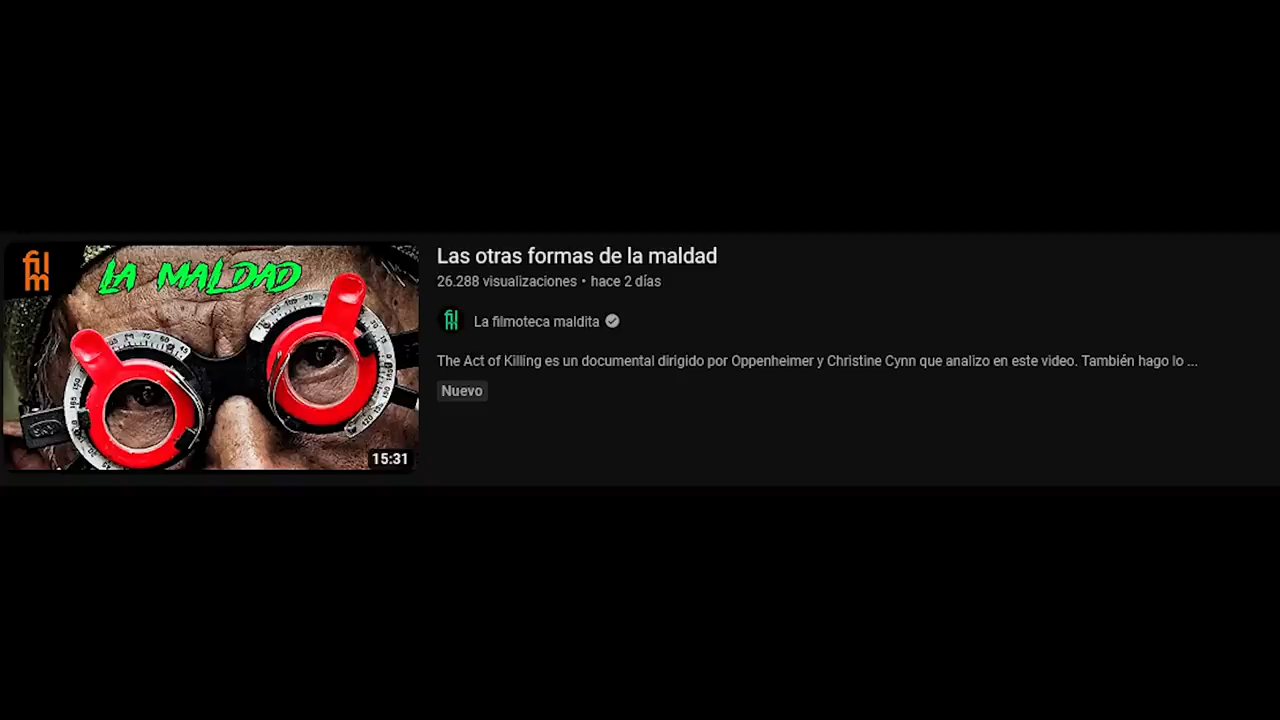 film
LA MALDAD
15:31
Las otras formas de la maldad
26.288 visualizaciones • hace 2 días
film
La filmoteca maldita
The Act of Killing es un documental dirigido por Oppenheimer y Christine Cynn que analizo en este video. También hago lo ...
Nuevo